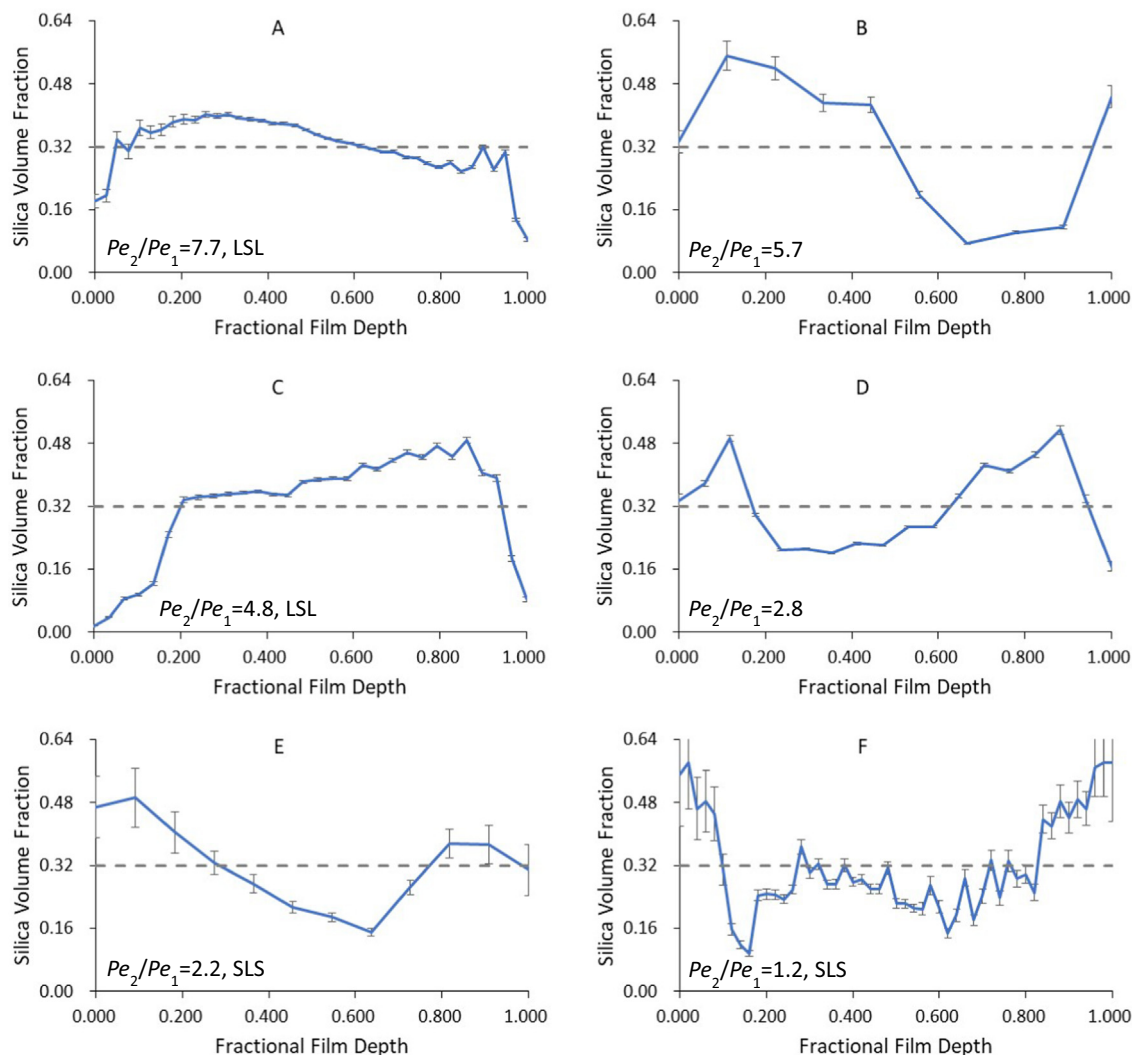 A
Silica Volume Fraction
0.64
0.48
0.32
0.16
0.00
Pe2/Pe1=7.7, LSL
0.000 0.200 0.400 0.600 0.800 1.000
Fractional Film Depth
B
Silica Volume Fraction
0.64
0.48
0.32
0.16
0.00
Pe2/Pe1=5.7
0.000 0.200 0.400 0.600 0.800 1.000
Fractional Film Depth
C
Silica Volume Fraction
0.64
0.48
0.32
0.16
0.00
Pe2/Pe1=4.8, LSL
0.000 0.200 0.400 0.600 0.800 1.000
Fractional Film Depth
D
Silica Volume Fraction
0.64
0.48
0.32
0.16
0.00
Pe2/Pe1=2.8
0.000 0.200 0.400 0.600 0.800 1.000
Fractional Film Depth
E
Silica Volume Fraction
0.64
0.48
0.32
0.16
0.00
Pe2/Pe1=2.2, SLS
0.000 0.200 0.400 0.600 0.800 1.000
Fractional Film Depth
F
Silica Volume Fraction
0.64
0.48
0.32
0.16
0.00
Pe2/Pe1=1.2, SLS
0.000 0.200 0.400 0.600 0.800 1.000
Fractional Film Depth